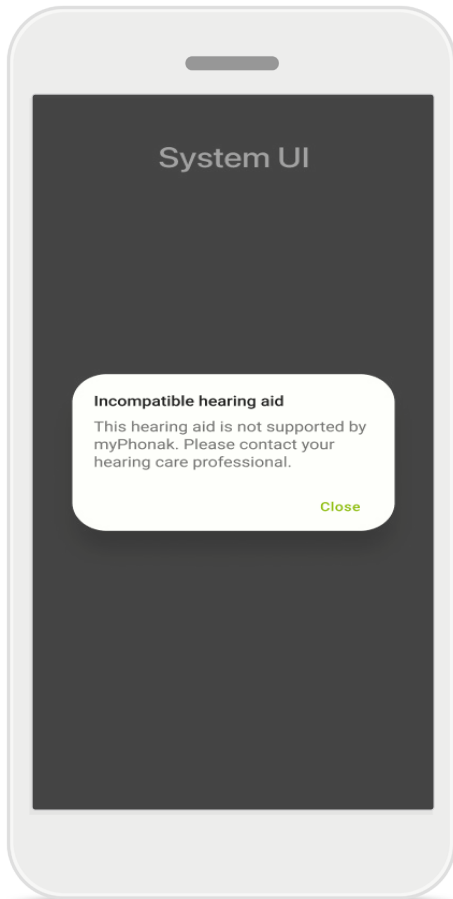 System UI
Incompatible hearing aid
This hearing aid is not supported by
myPhonak. Please contact your
hearing care professional.
Close